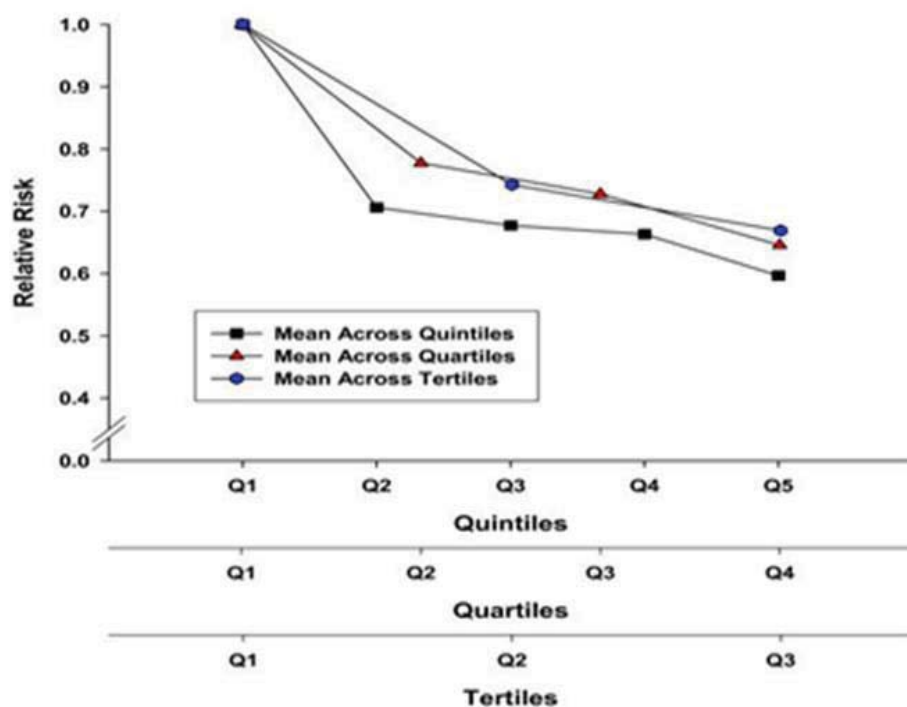 1.0
0.9
0.8
0.7
0.6
0.5
0.4
0.0
Relative Risk
Mean Across Quintiles
Mean Across Quartiles
Mean Across Tertiles
Q1 Q2 Q3 Q4 Q5
Quintiles
Q1 Q2 Q3 Q4
Quartiles
Q1 Q2 Q3
Tertiles